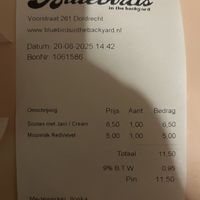 Bluebirds
in the backyard
Voorstraat 261 Dordrecht
www.bluebirdsinthebackyard.nl
Datum: 20-08-2025 14:42
Bonnr: 1061586
Omschrijving Prijs Aant Bedrag
Scones met Jam / Cream 6,50 1,00 6,50
Mooirivik Redvelvet 5,00 1,00 5,00
Totaal 11,50
9% B.T.W. 0,95
Pin 11,50
Medewerker: